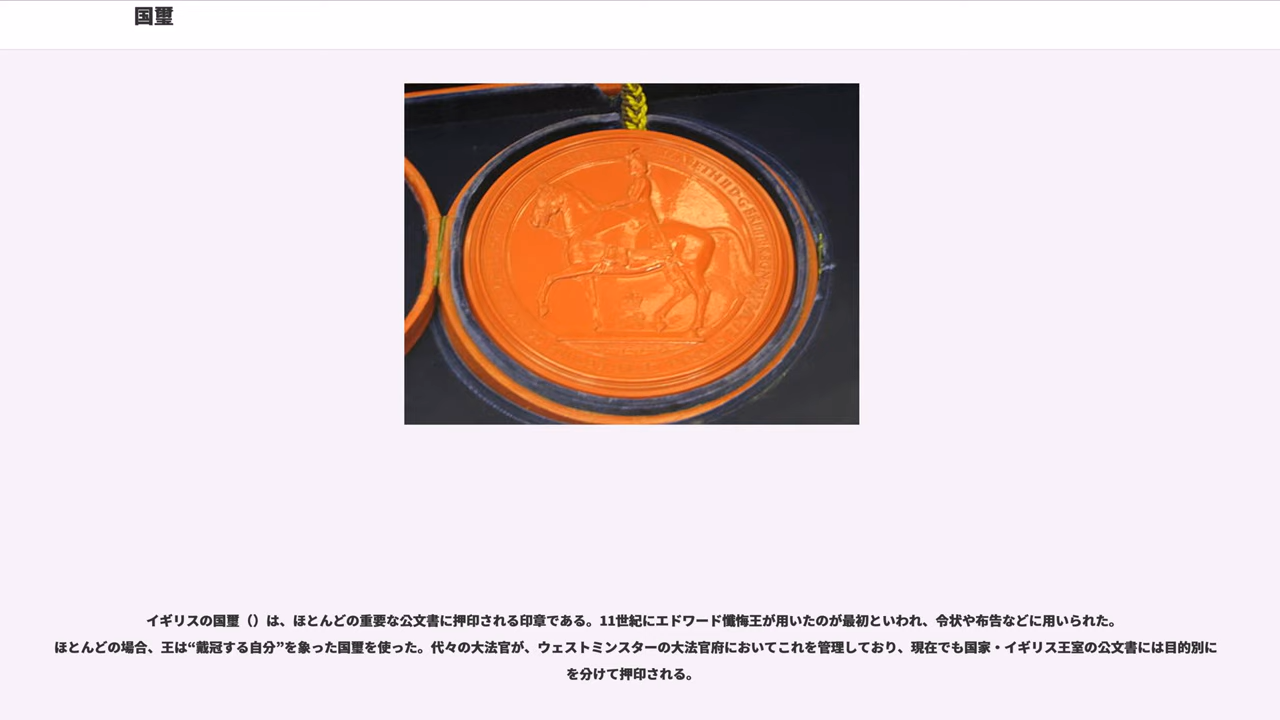 国璽
イギリスの国璽（）は、ほとんどの重要な公文書に押印される印章である。11世紀にエドワード懺悔王が用いたのが最初といわれ、令状や布告などに用いられた。
ほとんどの場合、王は“戴冠する自分”を象った国璽を使った。代々の大法官が、ウェストミンスターの大法官府においてこれを管理しており、現在でも国家・イギリス王室の公文書には目的別に
を分けて押印される。